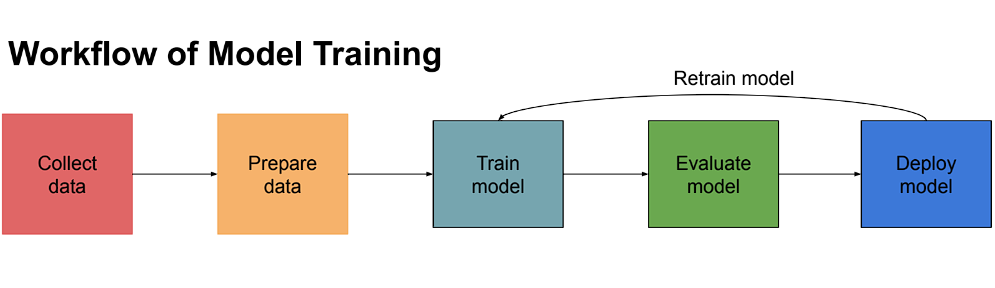 Workflow of Model Training
Retrain model
Collect
data
Prepare
data
Train
model
Evaluate
model
Deploy
model